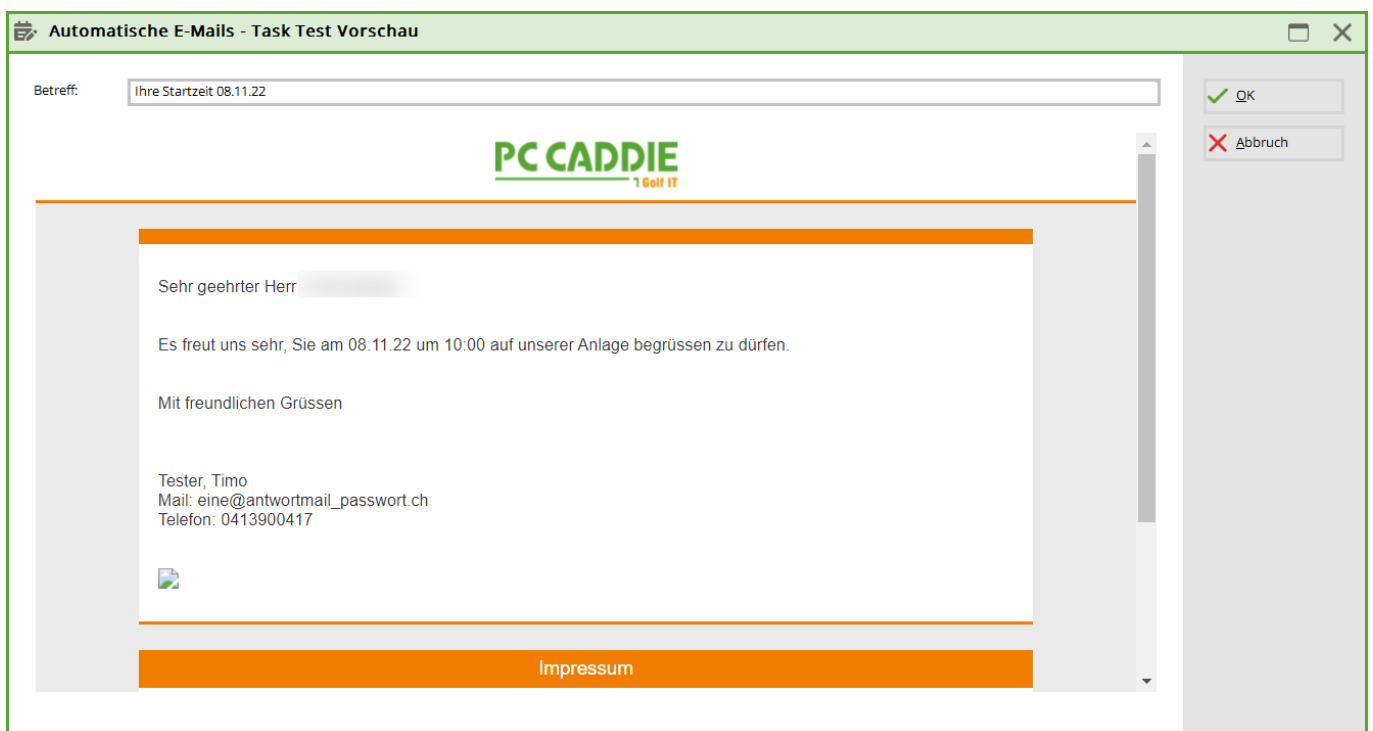 Automatische E-Mails - Task Test Vorschau
Betreff:
Ihre Startzeit 08.11.22
OK
Abbruch
PC CADDIE
Golf IT
Sehr geehrter Herr
Es freut uns sehr, Sie am 08.11.22 um 10:00 auf unserer Anlage begrüssen zu dürfen.
Mit freundlichen Grüssen
Tester, Timo
Mail: eine@antwortmail_passwort.ch
Telefon: 0413900417
Impressum